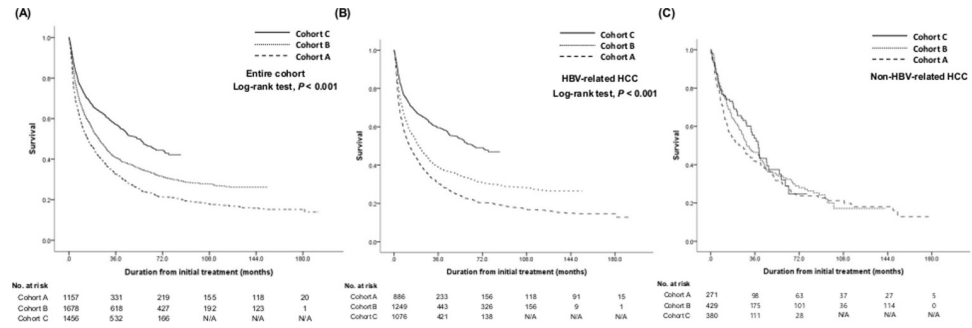 (A)
Cohort C
Cohort B
Cohort A
Entire cohort
Log-rank test, P < 0.001
Survival
1.0
0.8
0.6
0.4
0.2
0.0
.0 36.0 72.0 108.0 144.0 180.0
Duration from initial treatment (months)
No. at risk
Cohort A 1157 331 219 155 118 20
Cohort B 1678 618 427 192 123 1
Cohort C 1456 532 166 N/A N/A N/A
(B)
Cohort C
Cohort B
Cohort A
HBV-related HCC
Log-rank test, P < 0.001
Survival
1.0
0.8
0.6
0.4
0.2
0.0
.0 36.0 72.0 108.0 144.0 180.0
Duration from initial treatment (months)
No. at risk
Cohort A 886 233 156 118 91 15
Cohort B 1249 443 326 156 9 1
Cohort C 1076 421 138 N/A N/A N/A
(C)
Cohort C
Cohort B
Cohort A
Non-HBV-related HCC
Survival
1.0
0.8
0.6
0.4
0.2
0.0
.0 36.0 72.0 108.0 144.0 180.0
Duration from initial treatment (months)
No. at risk
Cohort A 271 98 63 37 27 5
Cohort B 429 175 101 36 114 0
Cohort C 380 111 28 N/A N/A N/A